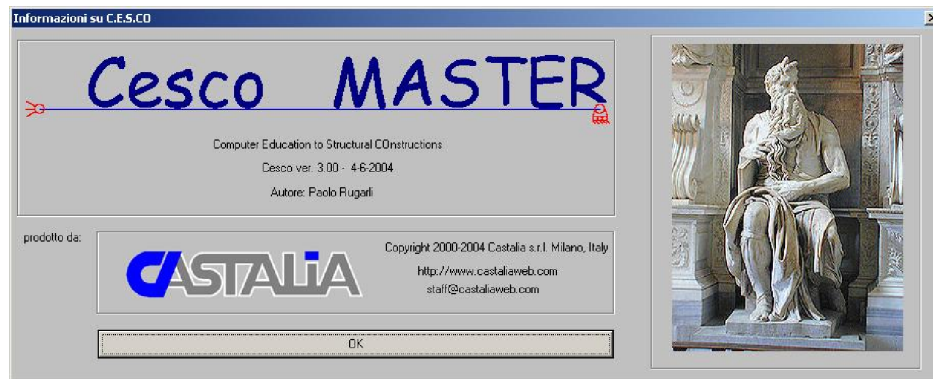 Informazioni su C.E.S.CO
Cesco MASTER
Computer Education to Structural COnstructions
Cesco ver. 3.00 - 4-6-2004
Autore: Paolo Rugarli
prodotto da:
CASTALiA
Copyright 2000-2004 Castalia s.r.l. Milano, Italy
http://www.castaliaweb.com
staff@castaliaweb.com
OK